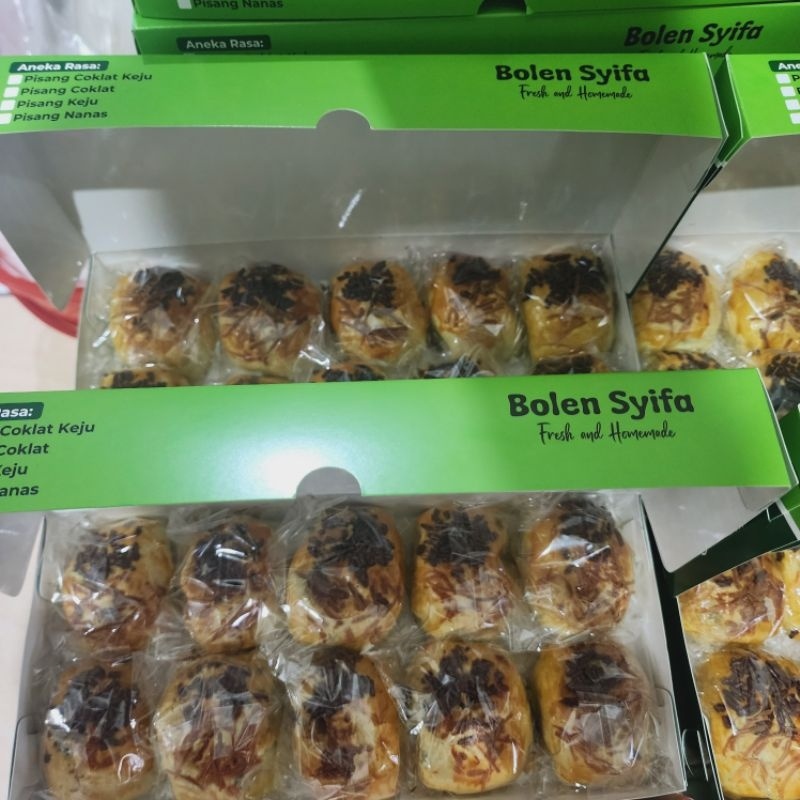 Pisang Nanas
Aneka Rasa:
Bolen Syifa
Aneka Rasa:
Pisang Coklat Keju
Pisang Coklat
Pisang Keju
Pisang Nanas
Bolen Syifa
Fresh and Homemade
Rasa:
Coklat Keju
Coklat
Keju
anas
Bolen Syifa
Fresh and Homemade